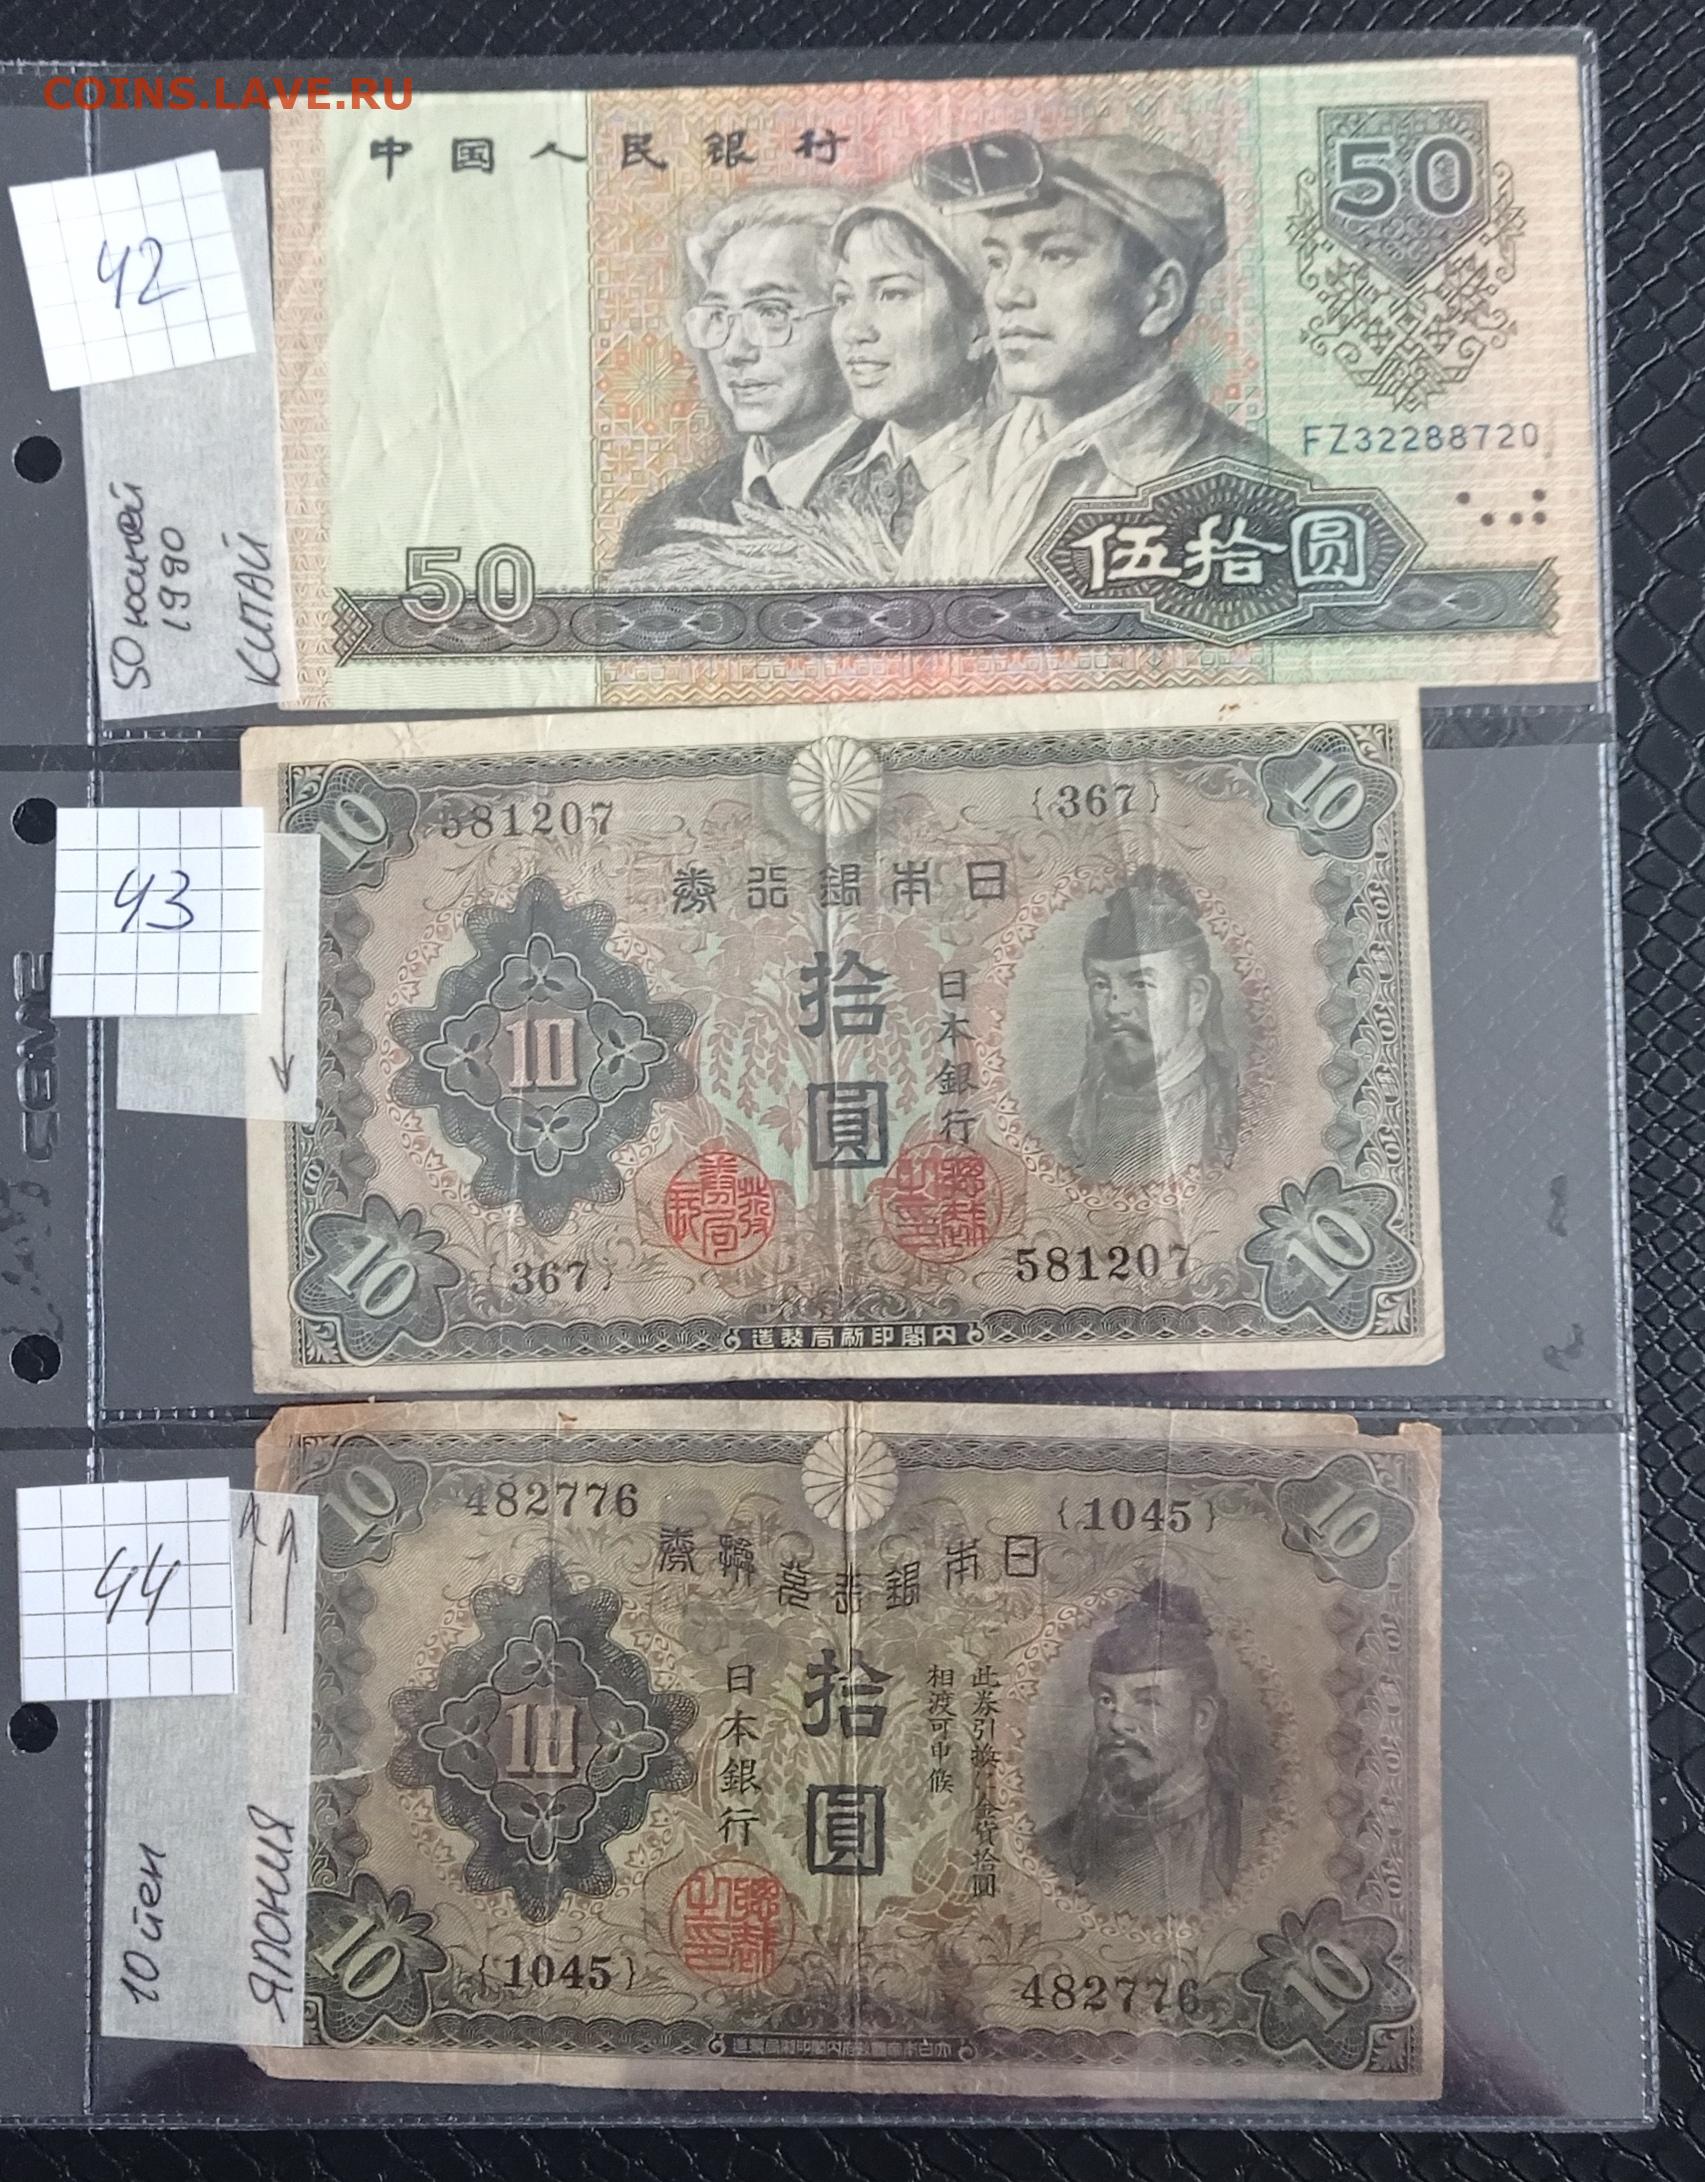 COINS.LAVE.RU
中国人民银行
50
42
FZ32288720
伍拾圆
50
50 юаней
1990
КИТАЙ
10
581207
{367}
10
券行銀本日
43
10
拾圓
日本銀行
10
{367}
581207
10
造製局刷印閣内
CEME
10
482776
{1045}
10
券換兌行銀本日
44
10
日本銀行
拾圓
此券引換ニ金貨拾圓
相渡可申候
10
{1045}
482776
10
10 йен
ЯПОНИЯ